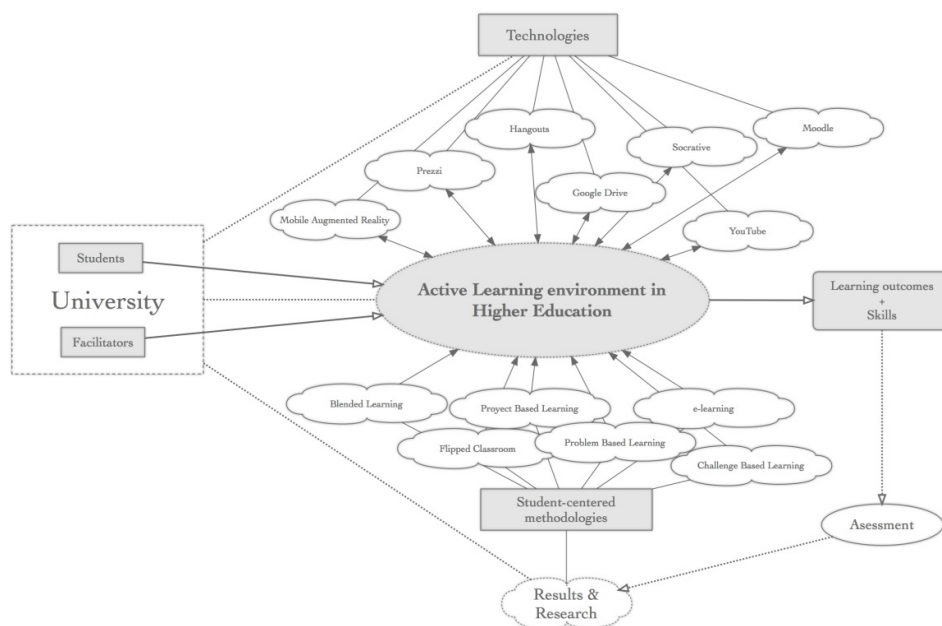 Technologies
Hangouts
Moodle
Socrative
Prezzi
Google Drive
Mobile Augmented Reality
YouTube
Students
University
Facilitators
Active Learning environment in
Higher Education
Learning outcomes
+
Skills
Blended Learning
Proyect Based Learning
e-learning
Flipped Classroom
Problem Based Learning
Challenge Based Learning
Student-centered
methodologies
Asessment
Results &
Research